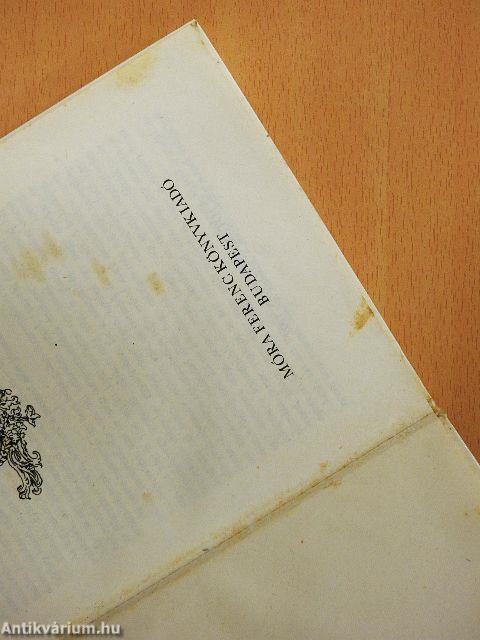 MÓRA FERENC KÖNYVKIADÓ
BUDAPEST
Antikvárium.hu